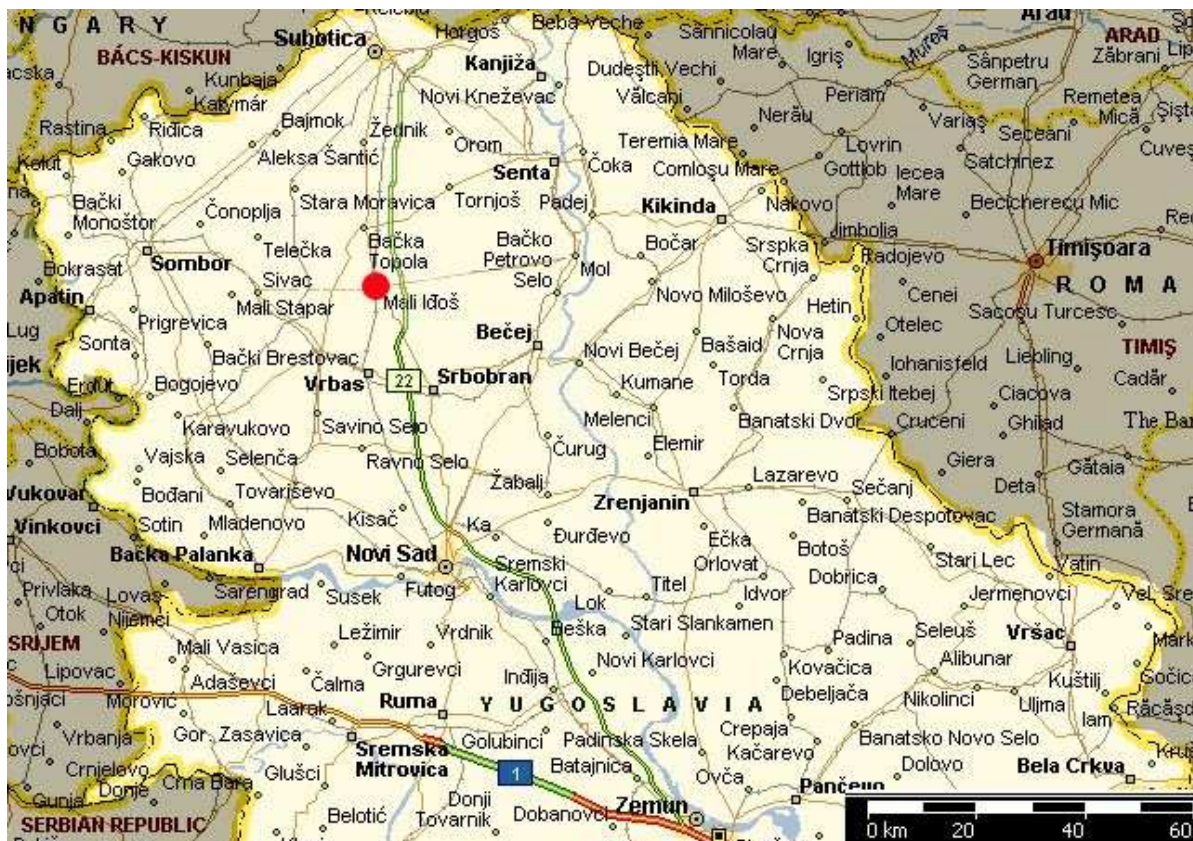 N G A R Y
Subotica
Horgoš
Beba-Veche
Sânnicolau
Mare
Igriş
Arad
ARAD
BÁCS-KISKUN
Kanjiža
Dudeştii Vechi
Mureş
Sânpetru
German
Zăbrani
Kunbaja
Novi Kneževac
Vălcani
Periam
Remetea
Mică
Katymár
Rastina
Ridica
Bajmok
Žednik
Nerău
Variaş
Seceani
Orom
Teremia Mare
Lovrin
Satchinez
Gakovo
Aleksa Šantić
Čoka
Gottlob
Senta
Comloşu Mare
Iecea
Mare
Bački
Monoštor
Čonoplja
Stara Moravica
Tornjoš
Padej
Kikinda
Nakovo
Becicherecu Mic
Jimbolia
Telečka
Bačka
Topola
Bačko
Petrovo
Selo
Bočar
Srspka
Crnja
Timişoara
Sombor
Radojevo
R O M A
Bokrasat
Sivac
Mol
Cenei
Apatin
Mali Stapar
Mali Iđoš
Novi Miloševo
Hetin
Sacoşu Turcesc
Lug
Prigrevica
Bečej
Nova
Crnja
Otelec
TIMIŞ
Sonta
Bački Brestovac
Novi Bečej
Bašaid
Iohanisfeld
Liebling
Vrbas
22
Srbobran
Kumane
Torda
Cadăr
Erdut
Bogojevo
Srpski Itebej
Ciacova
Dalj
Melenci
Banatski Dvor
Cruceni
Ghilad
Karavukovo
Savino Selo
Elemir
Bobota
Čurug
Vajska
Selenča
Ravno Selo
Lazarevo
Giera
Gătaia
Vukovar
Bođani
Tovariševo
Žabalj
Zrenjanin
Sečanj
Deta
Vinkovci
Sotin
Mladenovo
Kisač
Ka
Banatski Despotovac
Stamora
Germană
Đurđevo
Ečka
Botoš
Bačka Palanka
Novi Sad
Stari Lec
Vatin
Sremski
Karlovci
Orlovat
Privlaka
Lovas
Sarengrad
Susek
Futog
Titel
Dobrica
Otok
Nijemci
Lok
Idvor
Jermenovci
SRIJEM
Ležimir
Vrdnik
Beška
Stari Slankamen
Padina
Seleuš
Vršac
Mali Vasica
Lipovac
Grgurevci
Novi Karlovci
Kovačica
Alibunar
Adaševci
Čalma
Inđija
Debeljača
Nikolinci
Kuštilj
Morović
Laarak
Ruma
Y U G O S L A V I A
Uljma
Iam
Vrbanja
Gor. Zasavica
Crepaja
Golubinci
Padinska Skela
Kačarevo
Banatsko Novo Selo
Sremska
Mitrovica
Crnjelovo
Donje
Crna Bara
Glušci
1
Batajnica
Ovča
Dolovo
Bela Crkva
Gunja
Pančevo
Donji
Tovarnik
Dobanovci
Zemun
SERBIAN REPUBLIC
Belotić
0 km 20 40 60